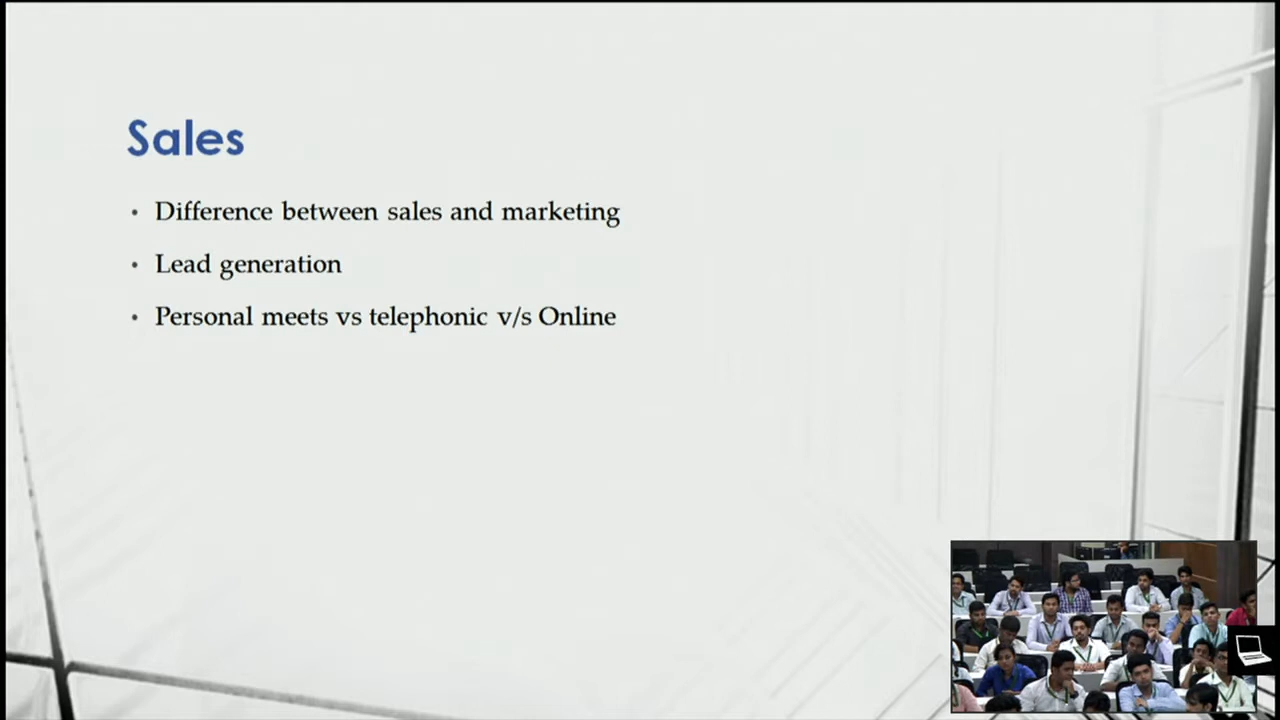 Sales
• Difference between sales and marketing
• Lead generation
• Personal meets vs telephonic v/s Online